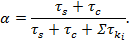 α = (τ_s + τ_c) / (τ_s + τ_c + Στ_{k_i})